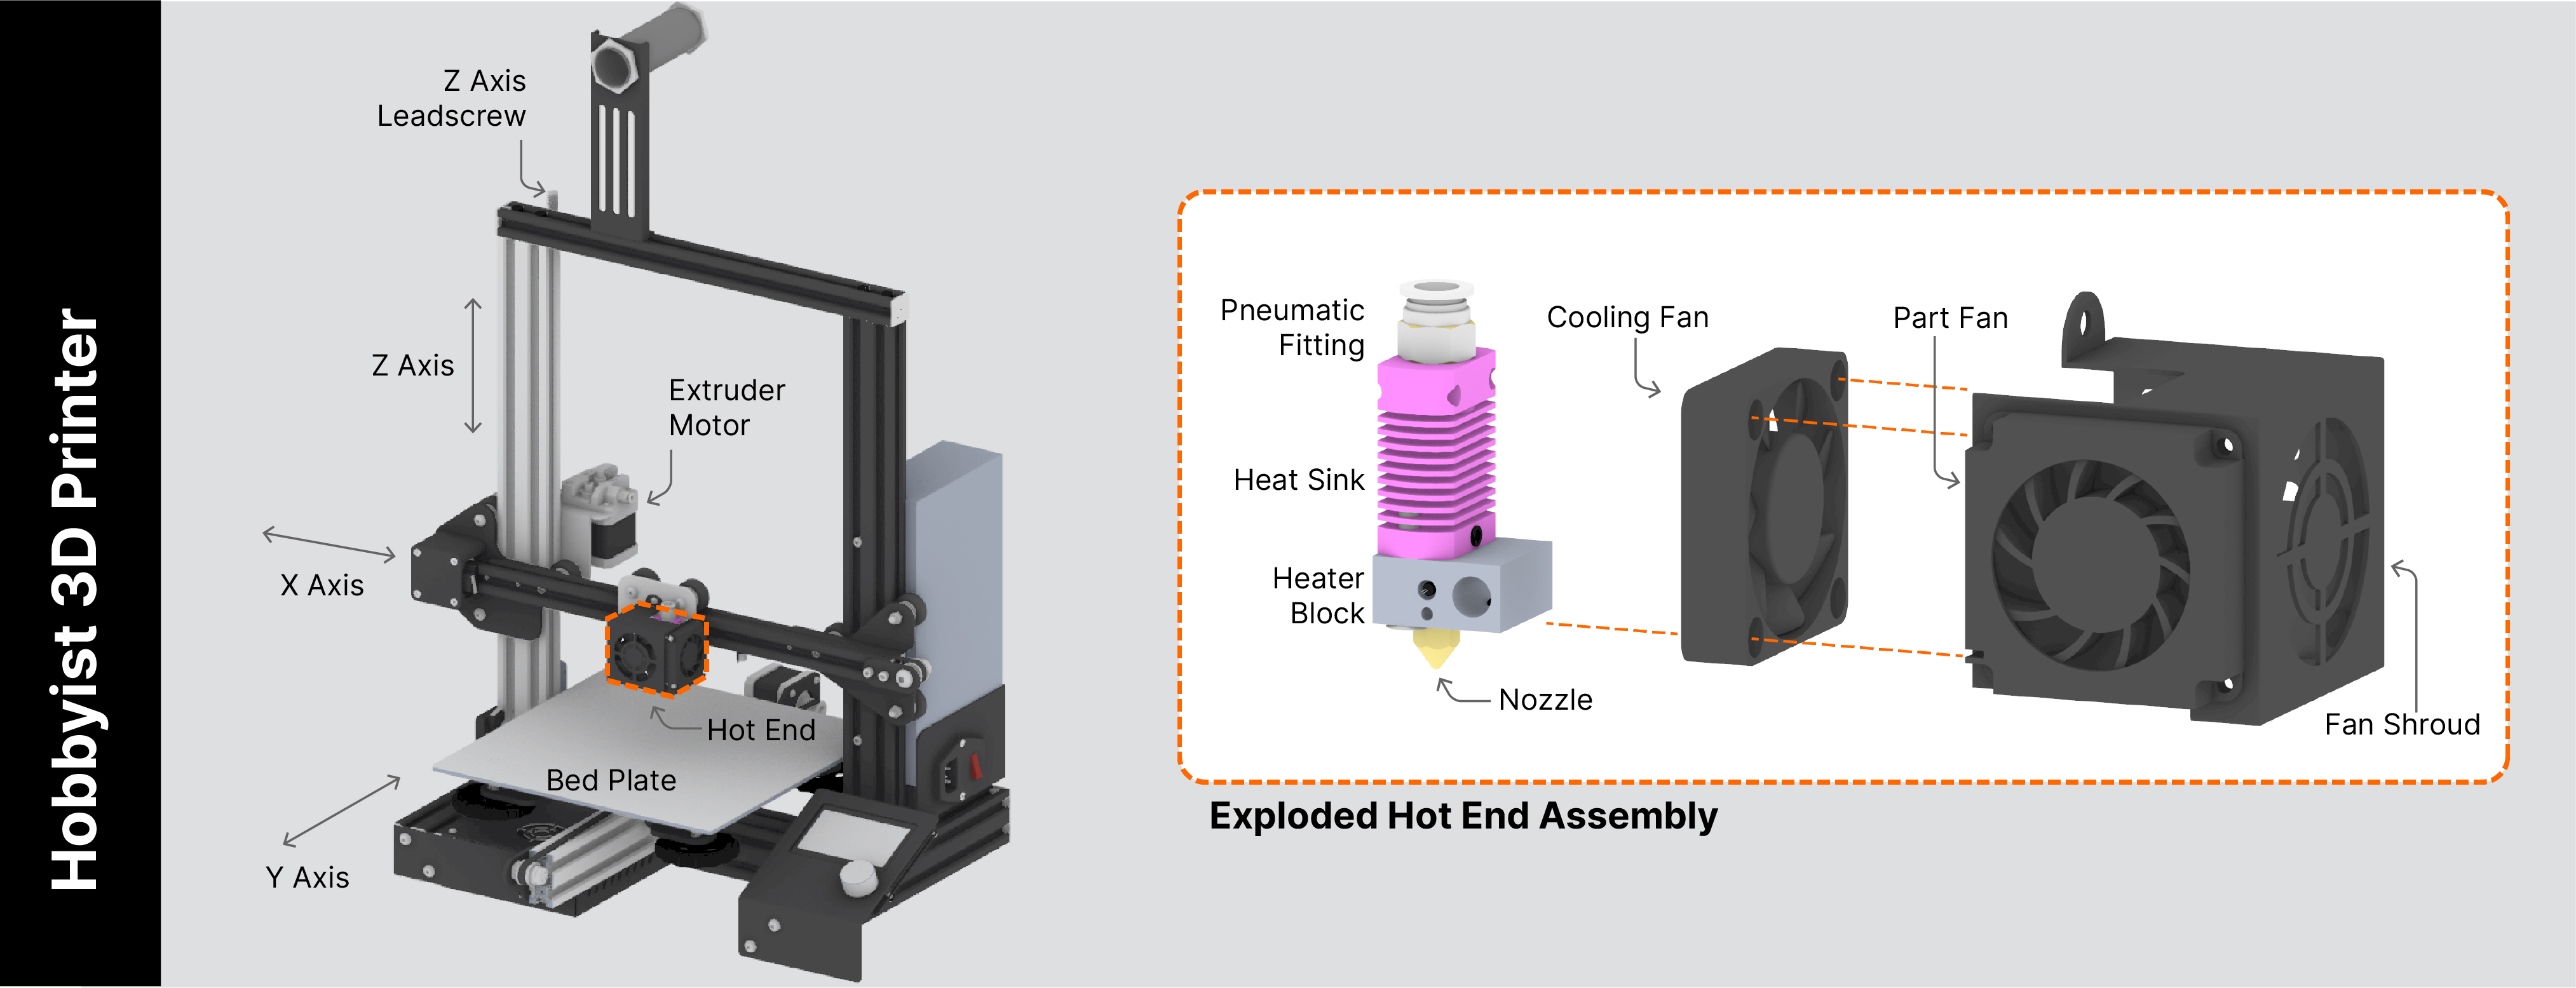 Hobbyist 3D Printer
Z Axis
Leadscrew
Z Axis
Extruder
Motor
X Axis
Hot End
Bed Plate
Y Axis
Pneumatic
Fitting
Cooling Fan
Part Fan
Heat Sink
Heater
Block
Nozzle
Fan Shroud
Exploded Hot End Assembly